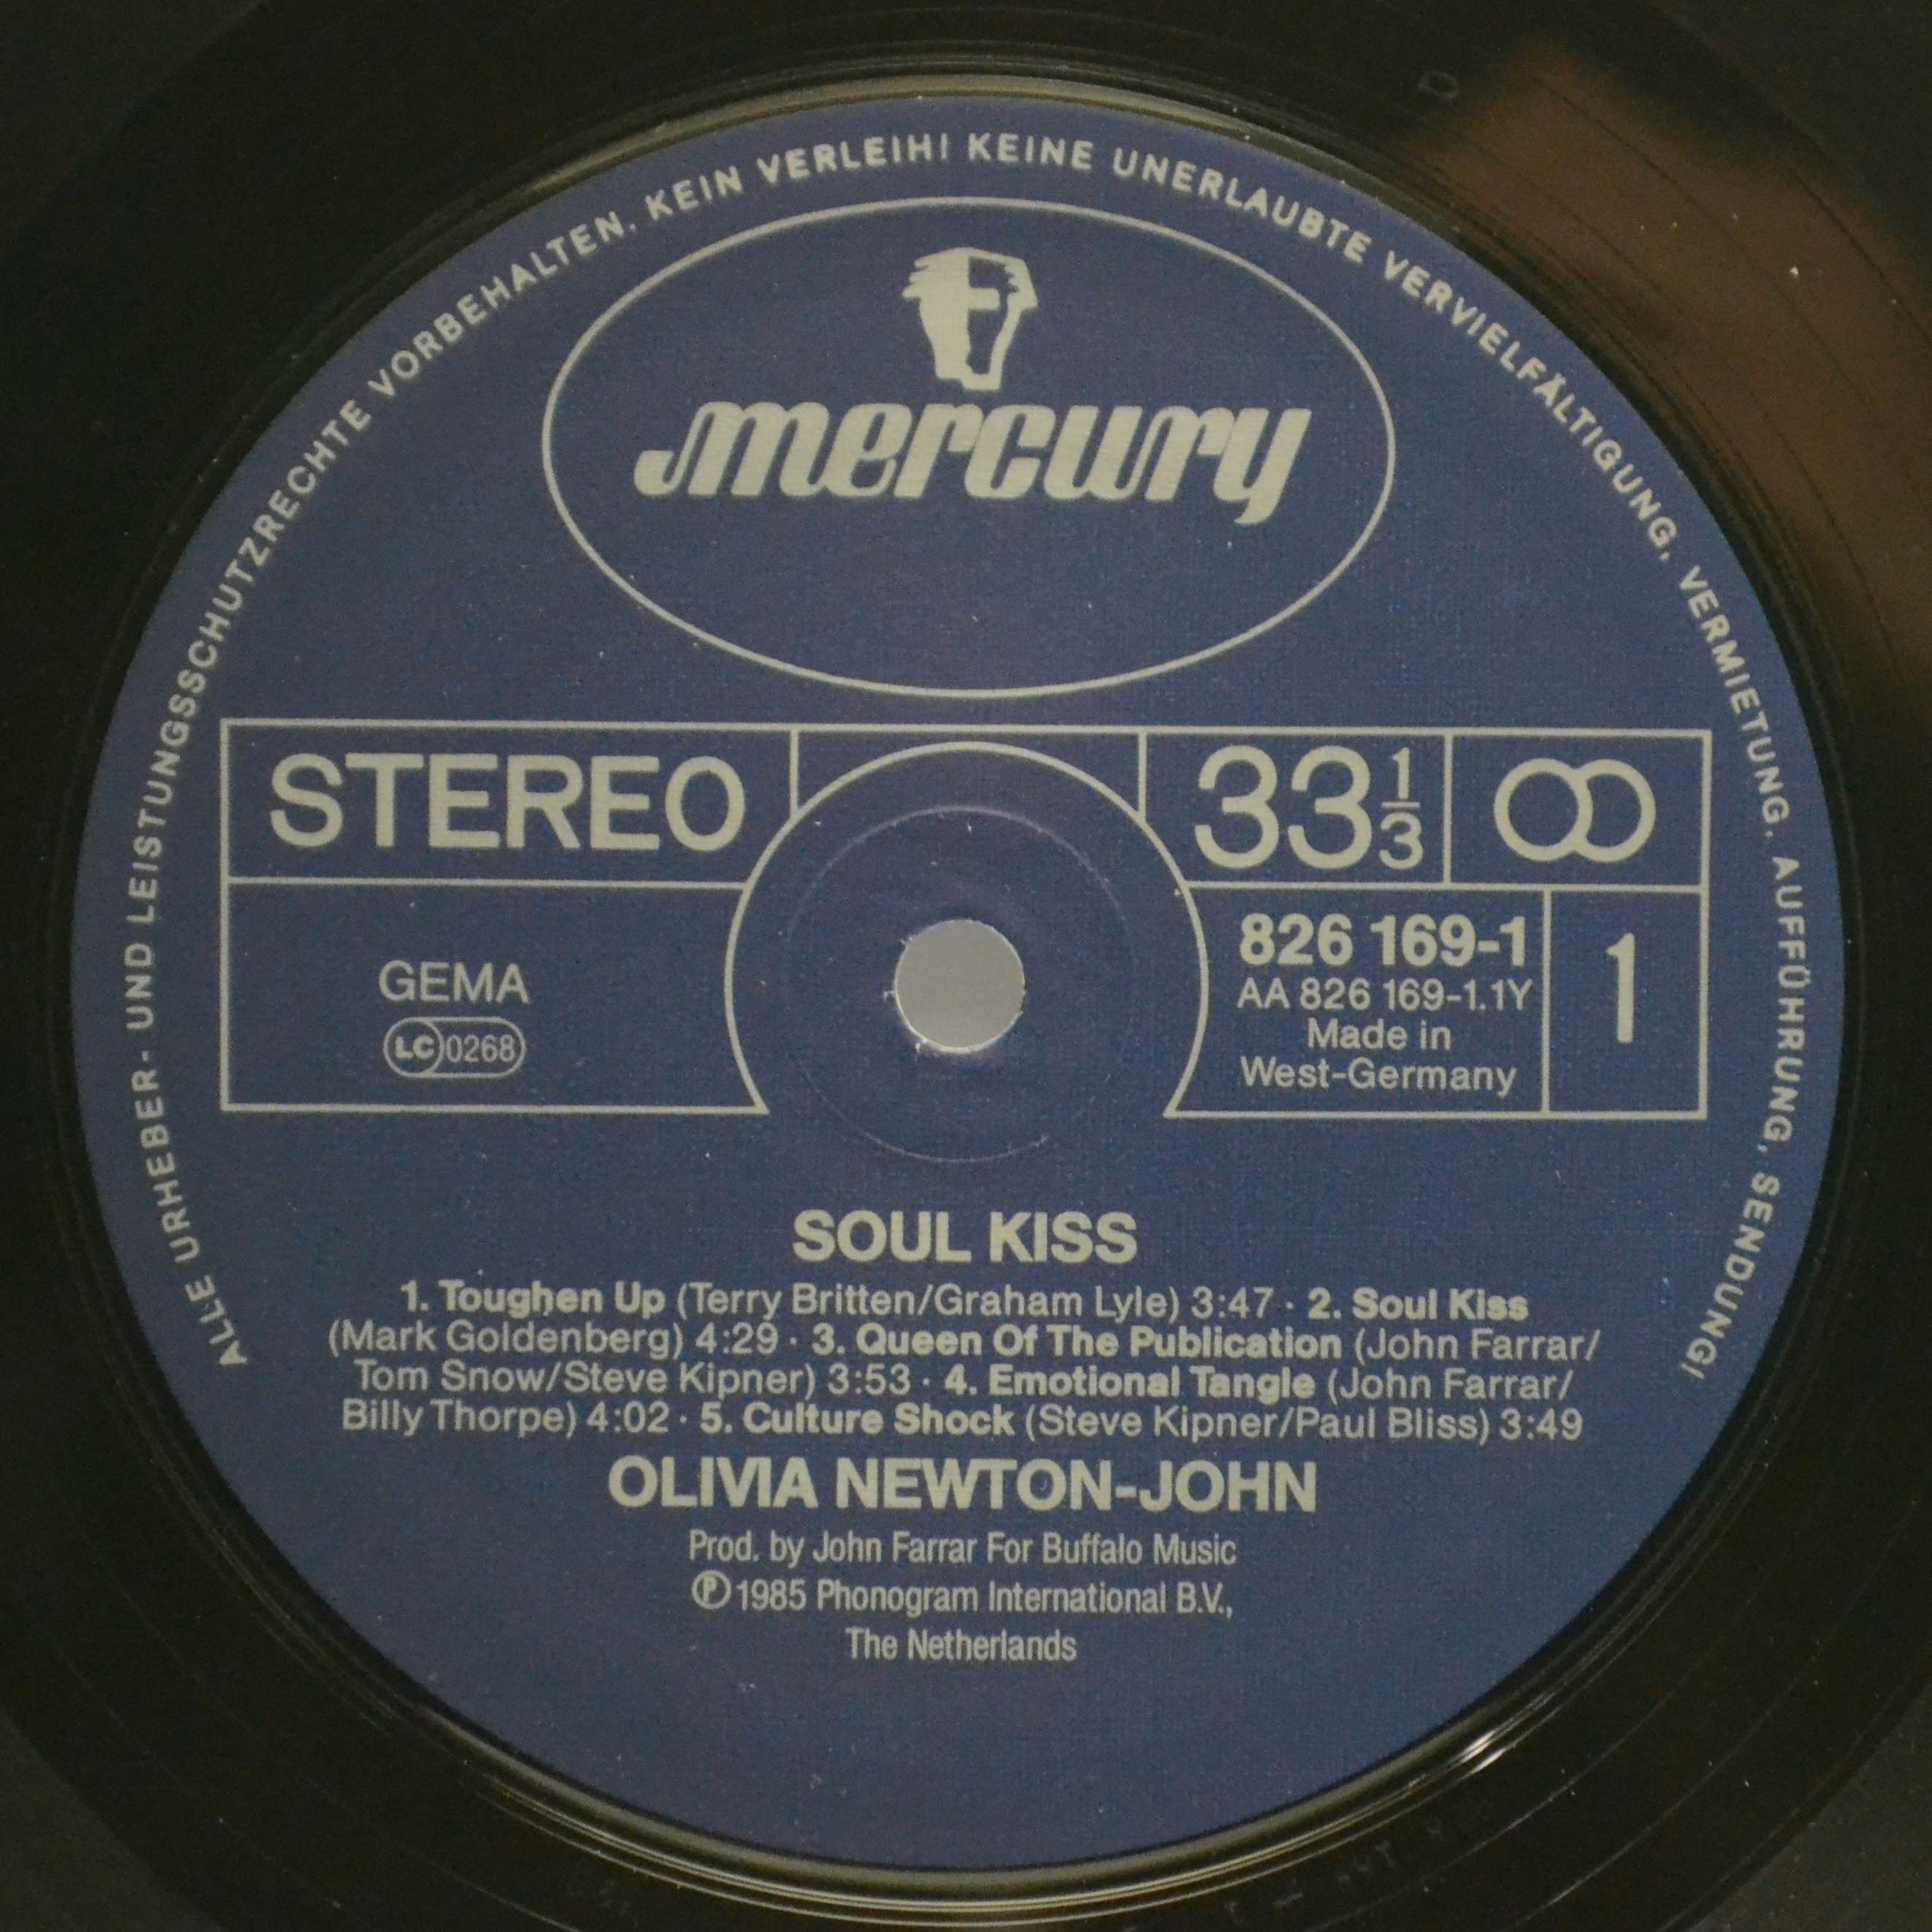 ALLE URHEBER- UND LEISTUNGSSCHUTZRECHTE VORBEHALTEN. KEIN VERLEIH! KEINE UNERLAUBTE VERVIELFÄLTIGUNG, VERMIETUNG, AUFFÜHRUNG, SENDUNG!
mercury
STEREO
33 1/3
GEMA
LC 0268
826 169-1
AA 826 169-1.1Y
Made in
West-Germany
1
SOUL KISS
1. Toughen Up (Terry Britten/Graham Lyle) 3:47 · 2. Soul Kiss
(Mark Goldenberg) 4:29 · 3. Queen Of The Publication (John Farrar/
Tom Snow/Steve Kipner) 3:53 · 4. Emotional Tangle (John Farrar/
Billy Thorpe) 4:02 · 5. Culture Shock (Steve Kipner/Paul Bliss) 3:49
OLIVIA NEWTON-JOHN
Prod. by John Farrar For Buffalo Music
℗ 1985 Phonogram International B.V.,
The Netherlands